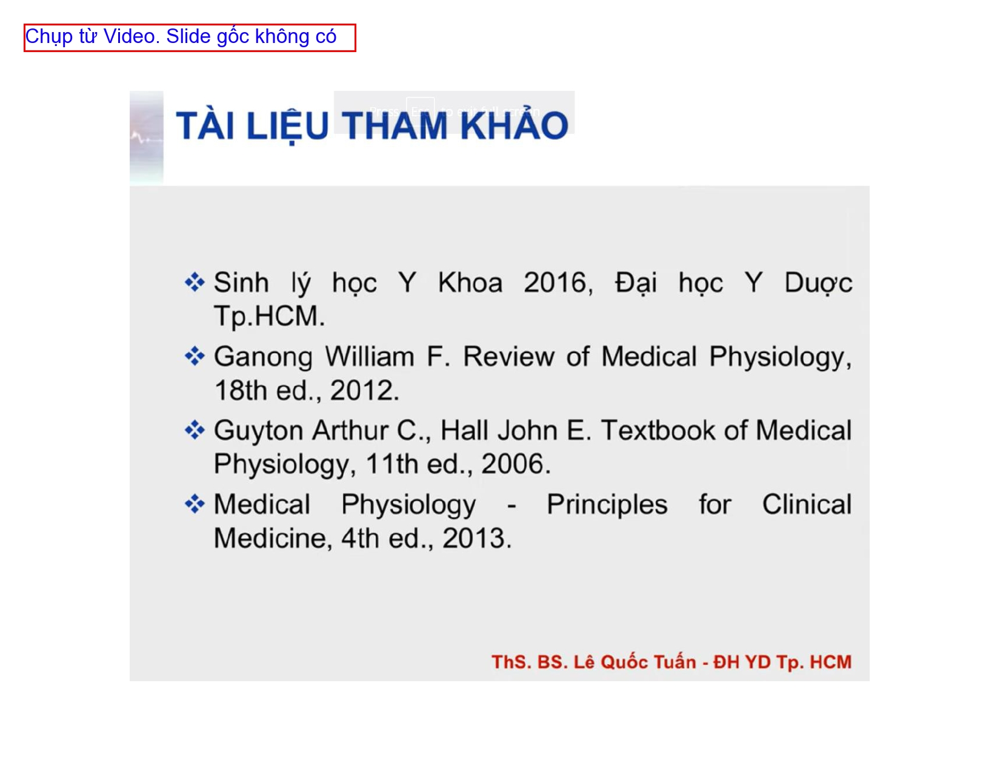 Chụp từ Video. Slide gốc không có
Press Esc to exit full screen
TÀI LIỆU THAM KHẢO
Sinh lý học Y Khoa 2016, Đại học Y Duợc
Tp.HCM.
Ganong William F. Review of Medical Physiology,
18th ed., 2012.
Guyton Arthur C., Hall John E. Textbook of Medical
Physiology, 11th ed., 2006.
Medical Physiology - Principles for Clinical
Medicine, 4th ed., 2013.
ThS. BS. Lê Quốc Tuấn - ĐH YD Tp. HCM